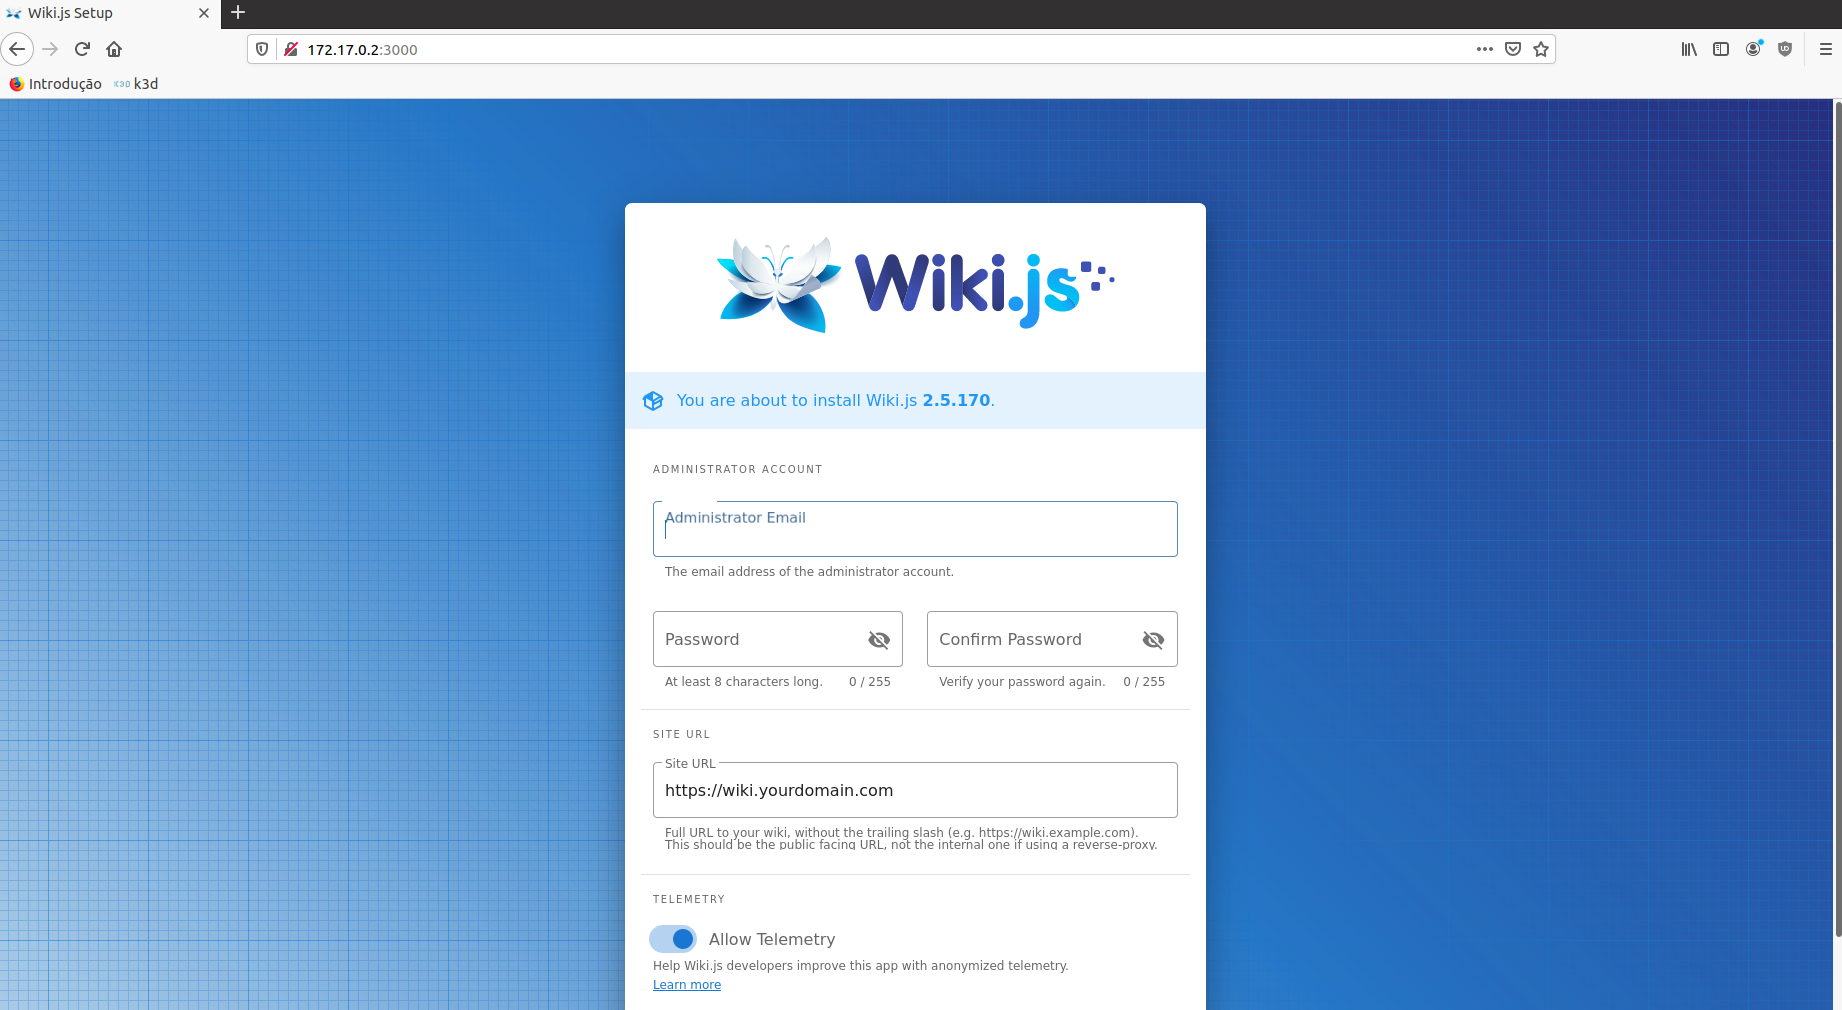 Wiki.js Setup
172.17.0.2:3000
Introdução k3d
Wiki.js
You are about to install Wiki.js 2.5.170.
ADMINISTRATOR ACCOUNT
Administrator Email
The email address of the administrator account.
Password Confirm Password
At least 8 characters long. 0 / 255 Verify your password again. 0 / 255
SITE URL
Site URL
https://wiki.yourdomain.com
Full URL to your wiki, without the trailing slash (e.g. https://wiki.example.com).
This should be the public facing URL, not the internal one if using a reverse-proxy.
TELEMETRY
Allow Telemetry
Help Wiki.js developers improve this app with anonymized telemetry.
Learn more